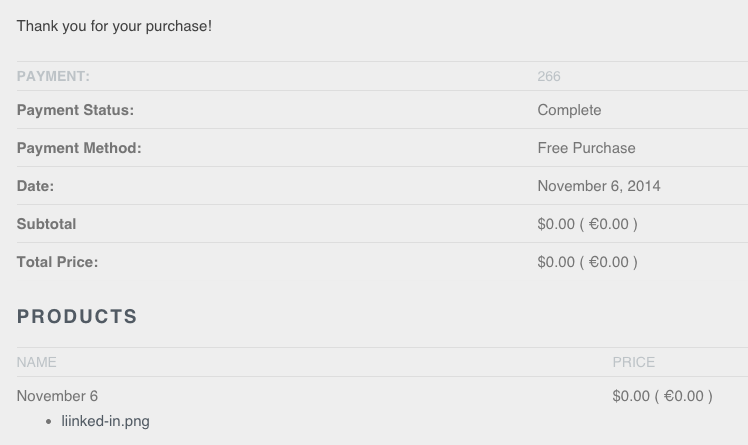 Thank you for your purchase!
PAYMENT: 266
Payment Status: Complete
Payment Method: Free Purchase
Date: November 6, 2014
Subtotal $0.00 ( €0.00 )
Total Price: $0.00 ( €0.00 )
PRODUCTS
NAME PRICE
November 6 $0.00 ( €0.00 )
• liinked-in.png